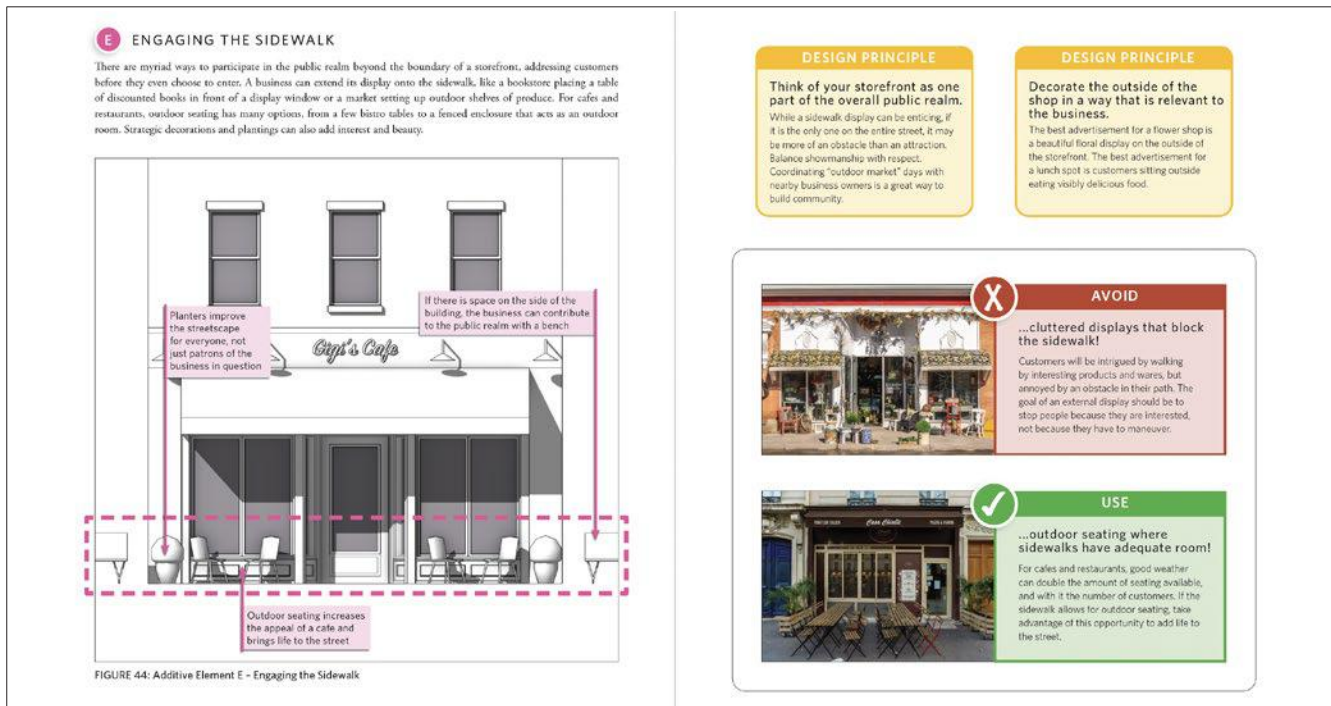 E ENGAGING THE SIDEWALK
There are myriad ways to participate in the public realm beyond the boundary of a storefront, addressing customers
before they even choose to enter. A business can extend its display onto the sidewalk, like a bookstore placing a table
of discounted books in front of a display window or a market setting up outdoor shelves of produce. For cafes and
restaurants, outdoor seating has many options, from a few bistro tables to a fenced enclosure that acts as an outdoor
room. Strategic decorations and plantings can also add interest and beauty.
Planters improve
the streetscape
for everyone, not
just patrons of the
business in question
If there is space on the side of the
building, the business can contribute
to the public realm with a bench
Gigi's Cafe
Outdoor seating increases
the appeal of a cafe and
brings life to the street
FIGURE 44: Additive Element E – Engaging the Sidewalk
DESIGN PRINCIPLE
Think of your storefront as one
part of the overall public realm.
While a sidewalk display can be enticing, if
it is the only one on the entire street, it may
be more of an obstacle than an attraction.
Balance showmanship with respect.
Coordinating "outdoor market" days with
nearby business owners is a great way to
build community.
DESIGN PRINCIPLE
Decorate the outside of the
shop in a way that is relevant to
the business.
The best advertisement for a flower shop is
a beautiful floral display on the outside of
the storefront. The best advertisement for
a lunch spot is customers sitting outside
eating visibly delicious food.
X AVOID
...cluttered displays that block
the sidewalk!
Customers will be intrigued by walking
by interesting products and wares, but
annoyed by an obstacle in their path. The
goal of an external display should be to
stop people because they are interested,
not because they have to maneuver.
USE
...outdoor seating where
sidewalks have adequate room!
For cafes and restaurants, good weather
can double the amount of seating available,
and with it the number of customers. If the
sidewalk allows for outdoor seating, take
advantage of this opportunity to add life to
the street.